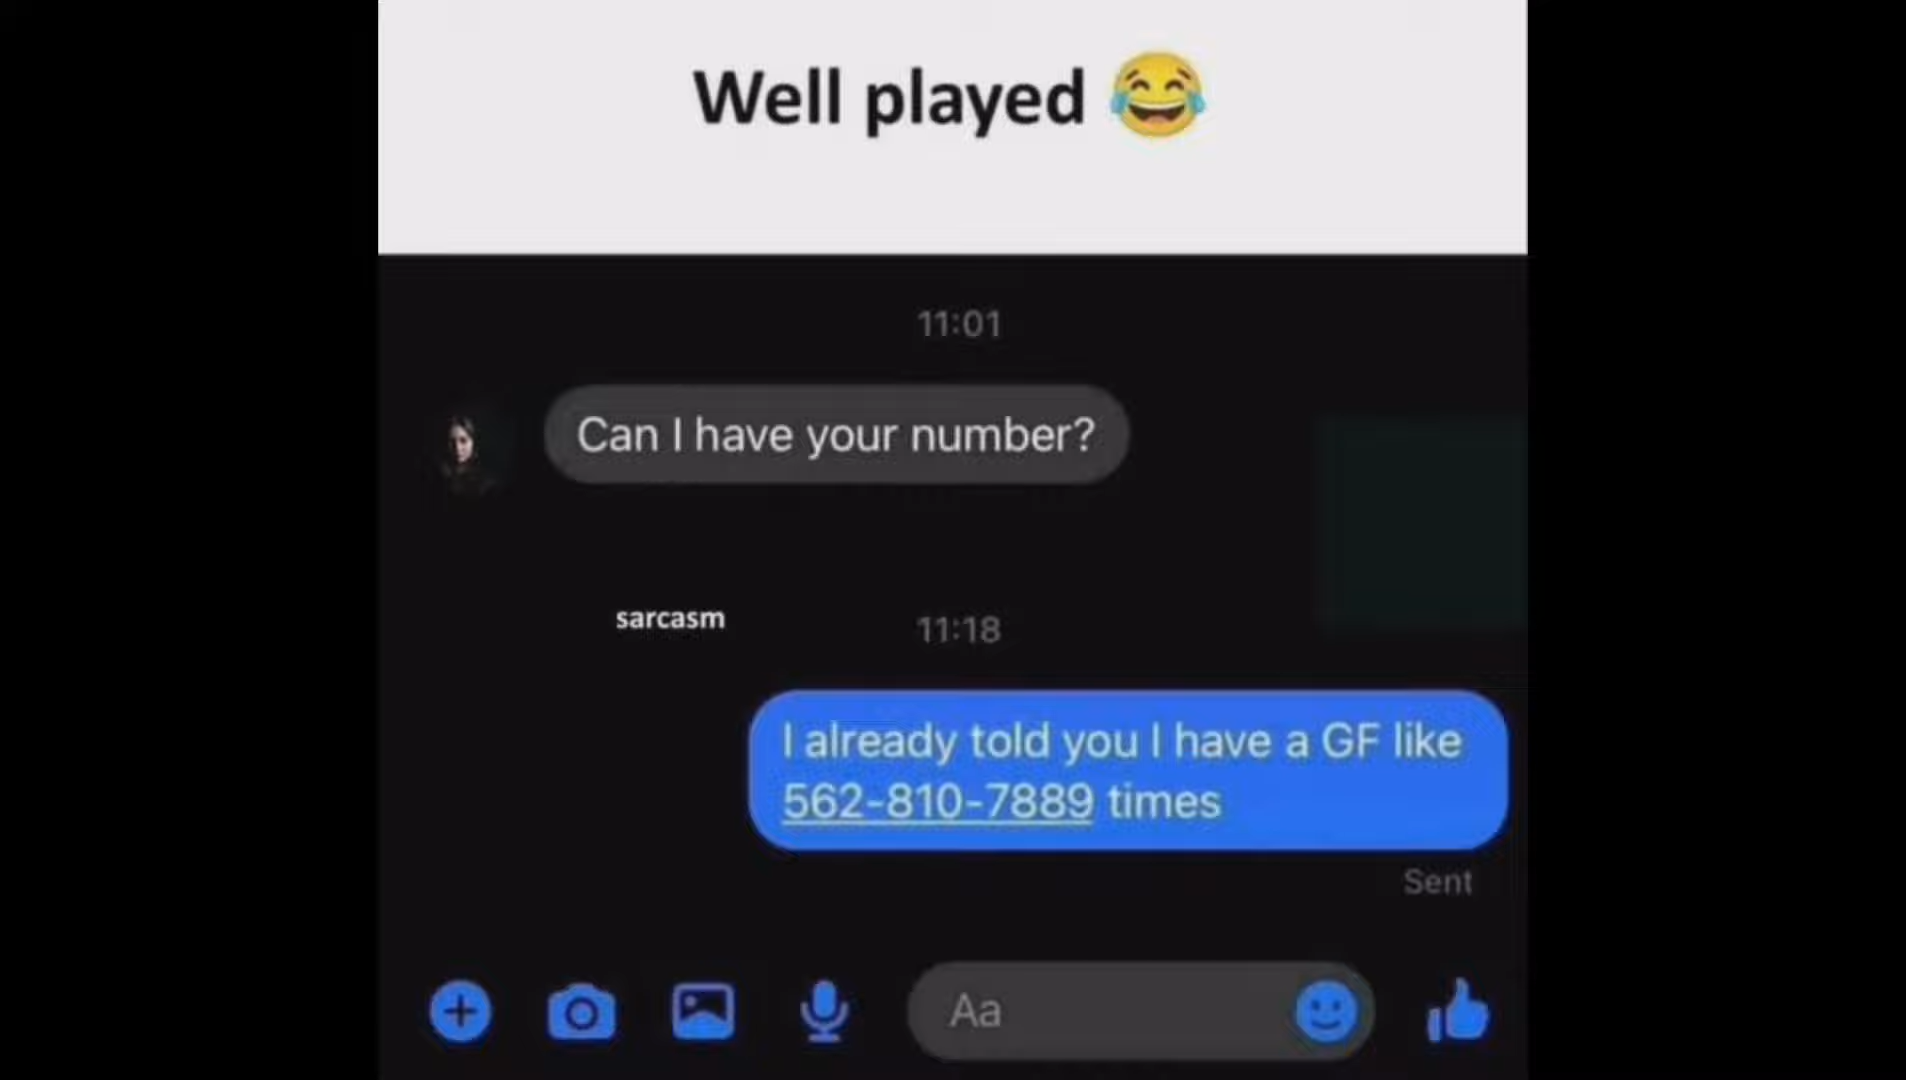 Well played 😂
11:01
Can I have your number?
sarcasm
11:18
I already told you I have a GF like
562-810-7889 times
Sent
Aa